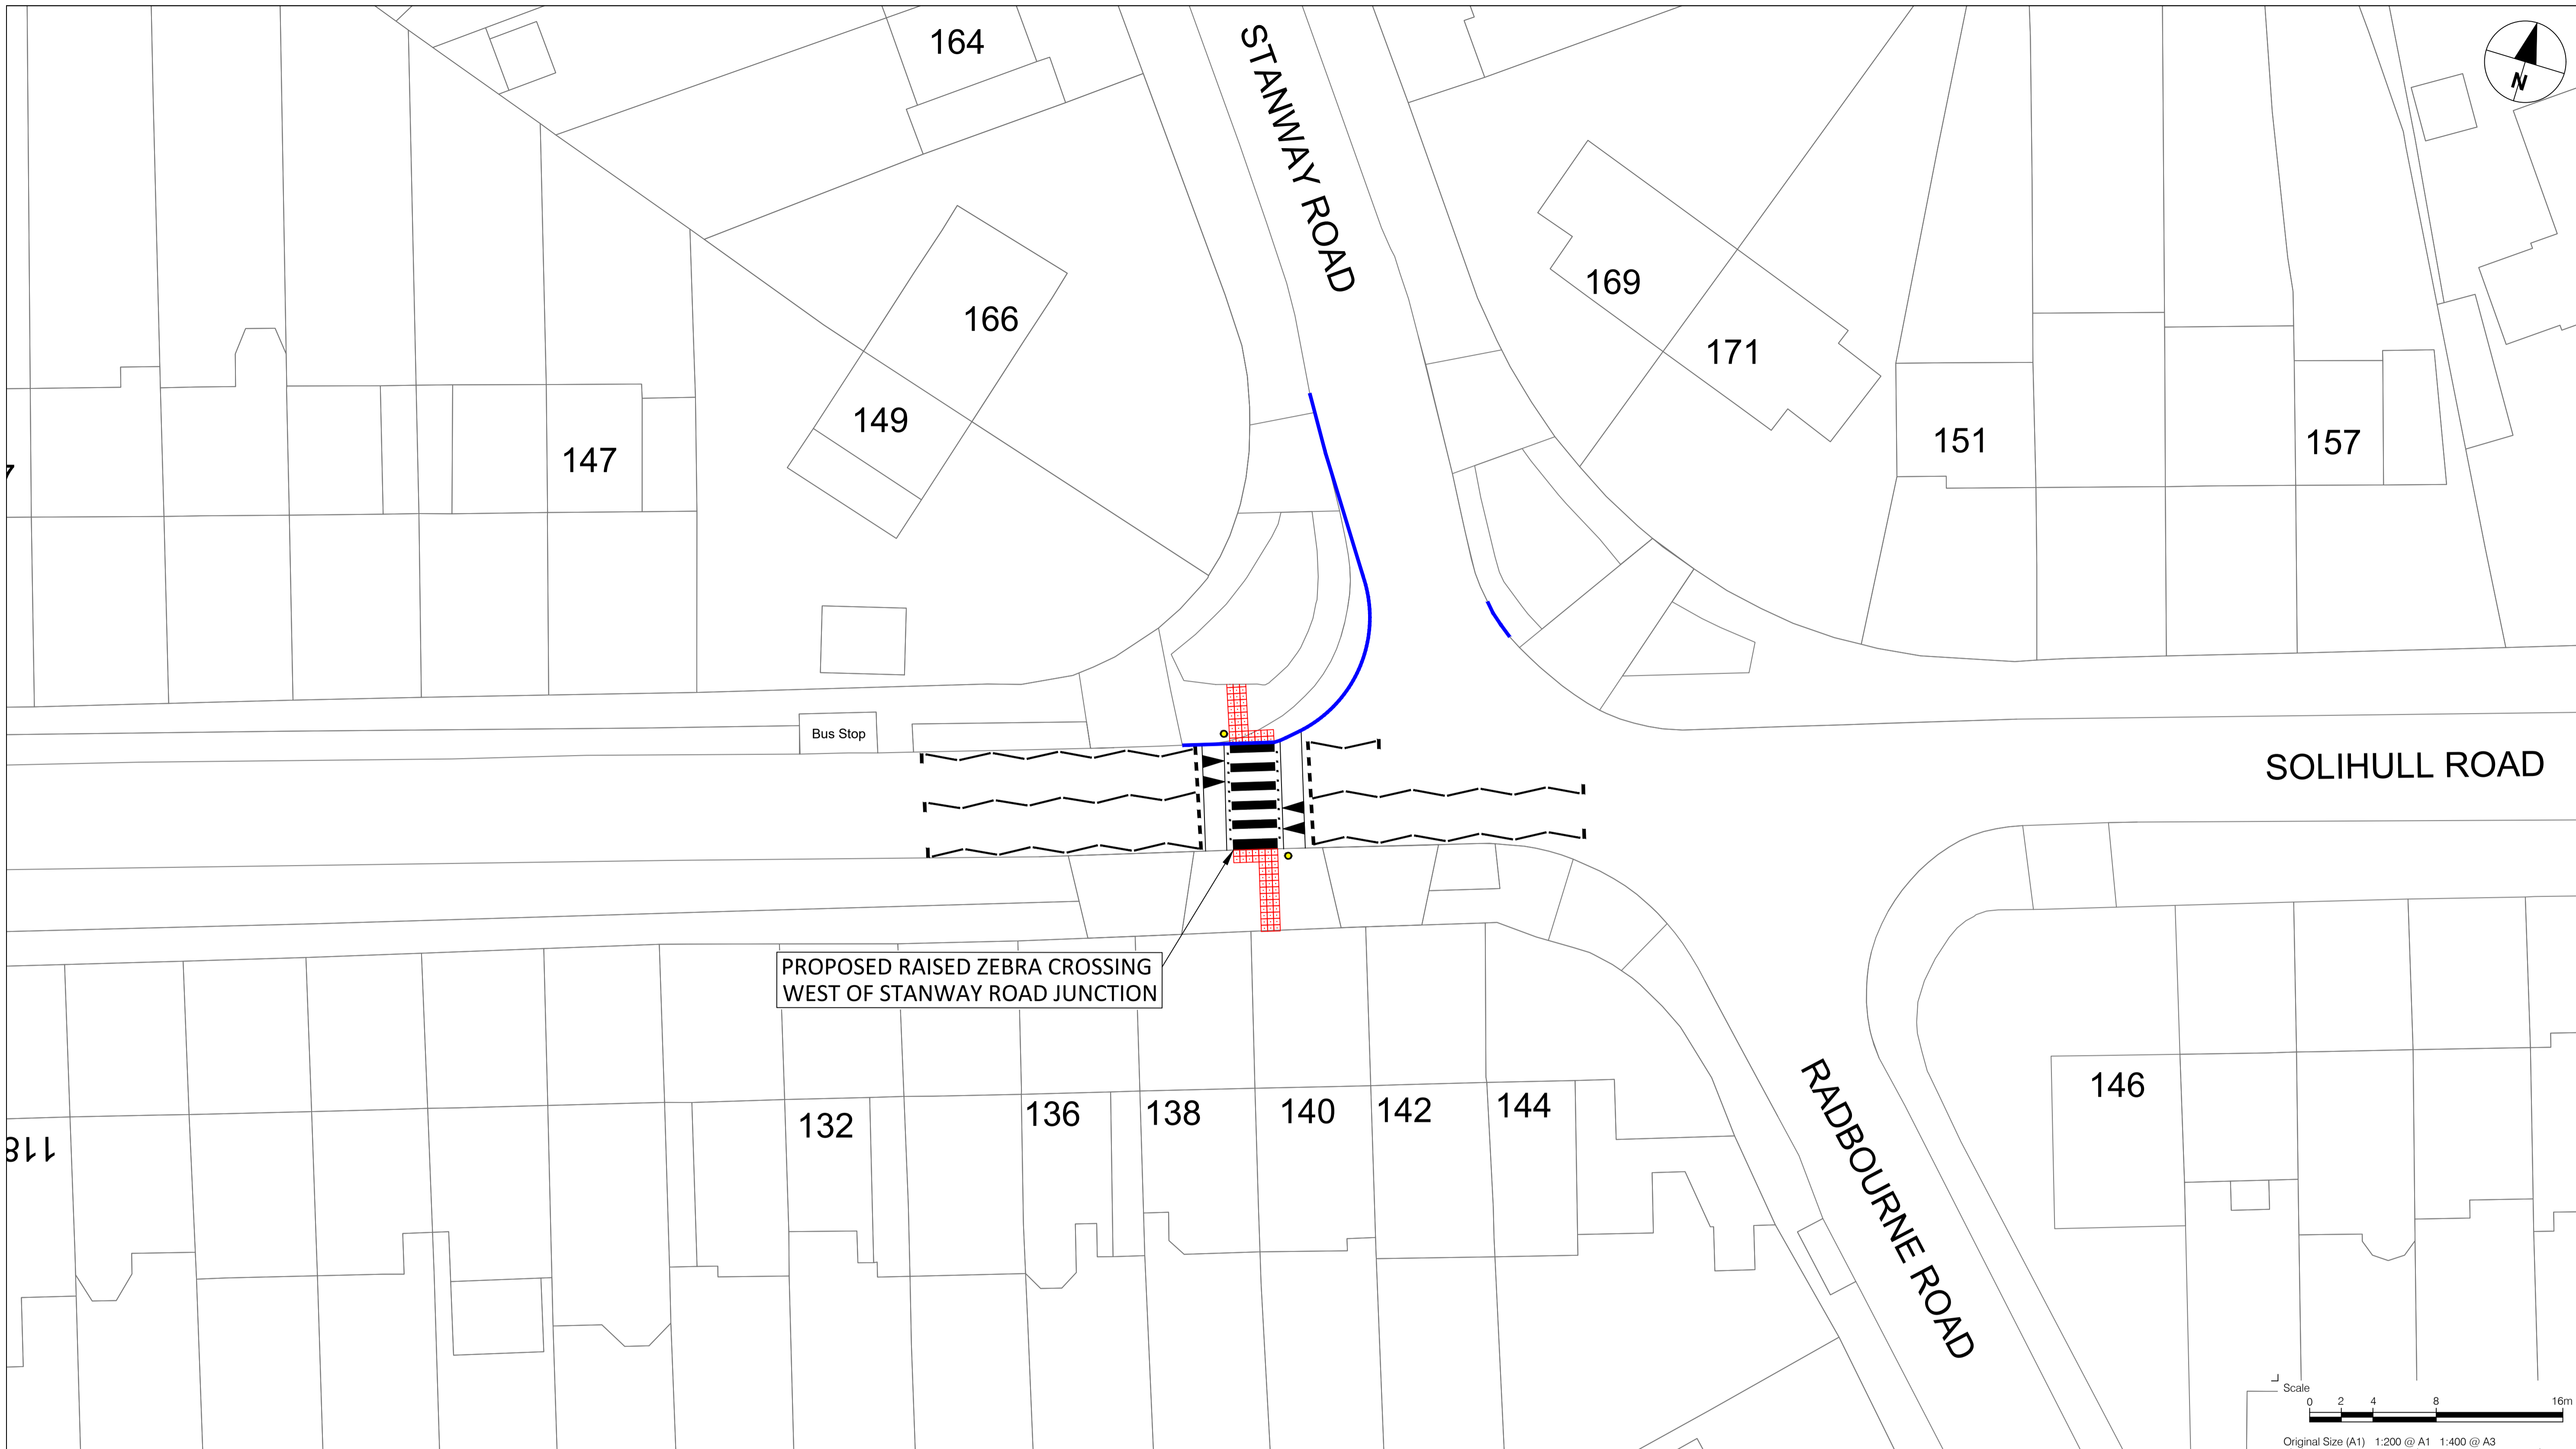 164
STANWAY ROAD
N
166
169
171
149
147
151
157
Bus Stop
SOLIHULL ROAD
PROPOSED RAISED ZEBRA CROSSING
WEST OF STANWAY ROAD JUNCTION
118
132
136
138
140
142
144
146
RADBOURNE ROAD
Scale
0 2 4 8 16m
Original Size (A1) 1:200 @ A1 1:400 @ A3